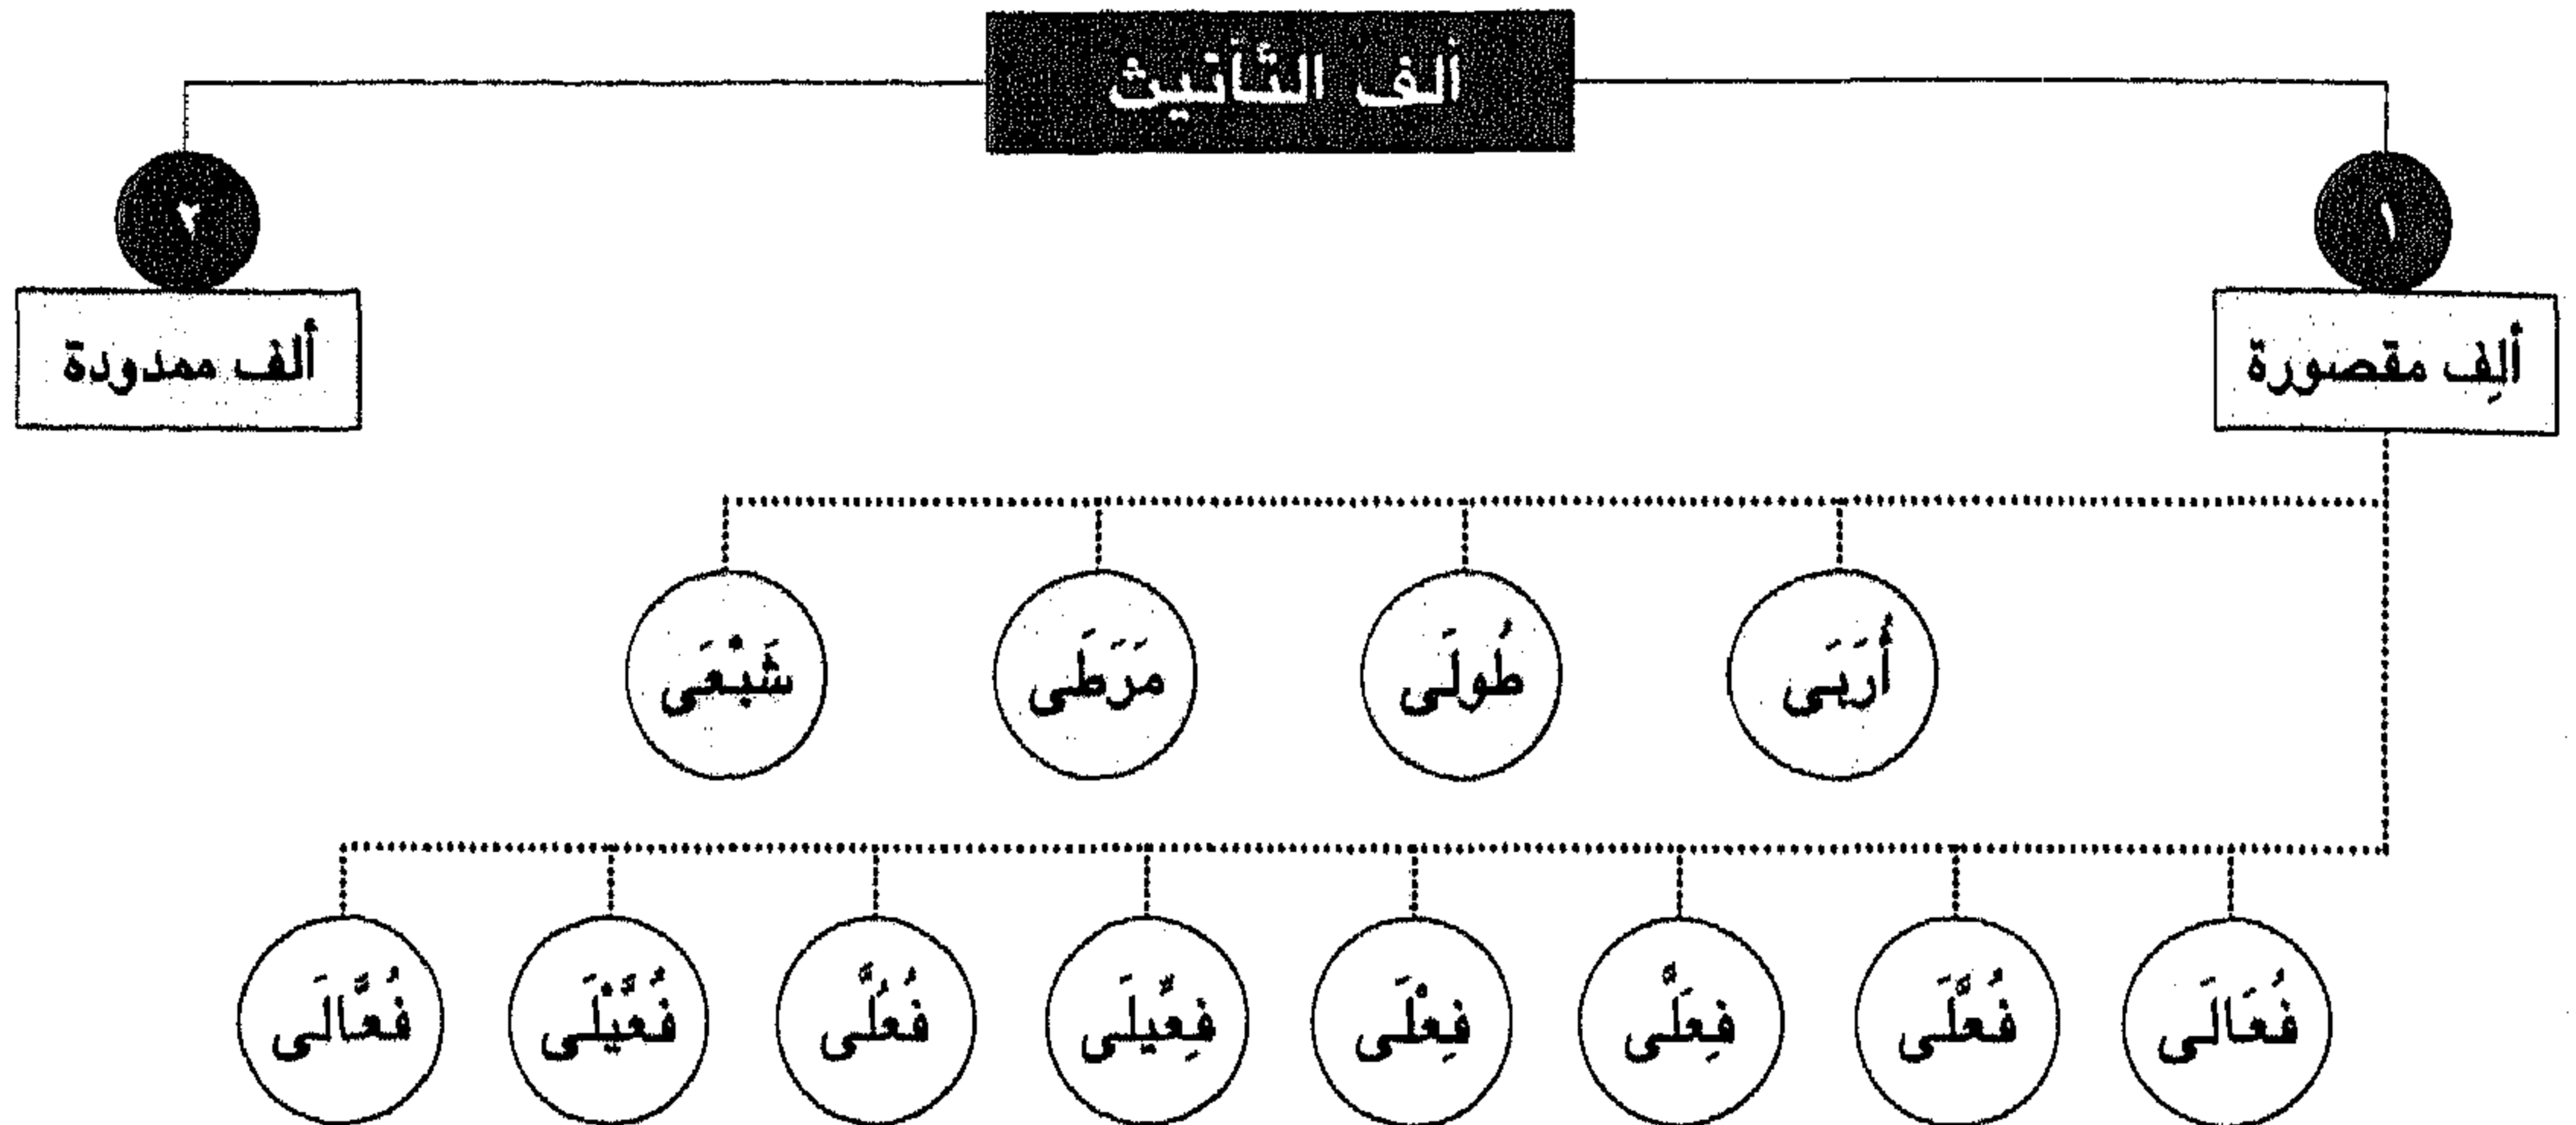 ألف التأنيث
١
٢
ألِف مقصورة
ألف ممدودة
أُرَبَى
طُولَى
مَرَطَى
شَبْعَى
فُعَالَى
فُعَّلَى
فِعَلَّى
فِعْلَى
فِعِّيلَى
فُعُلَّى
فُعَّيْلَى
فُعَّالَى